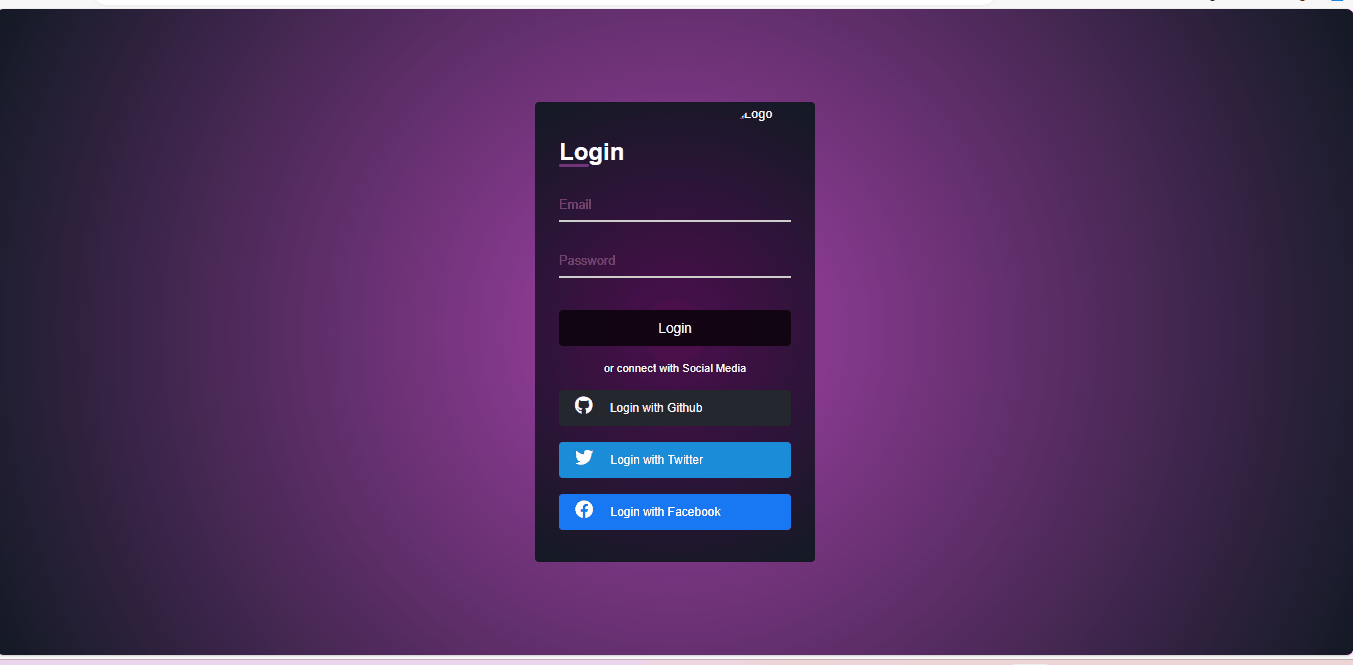 Logo
Login
Email
Password
Login
or connect with Social Media
Login with Github
Login with Twitter
Login with Facebook